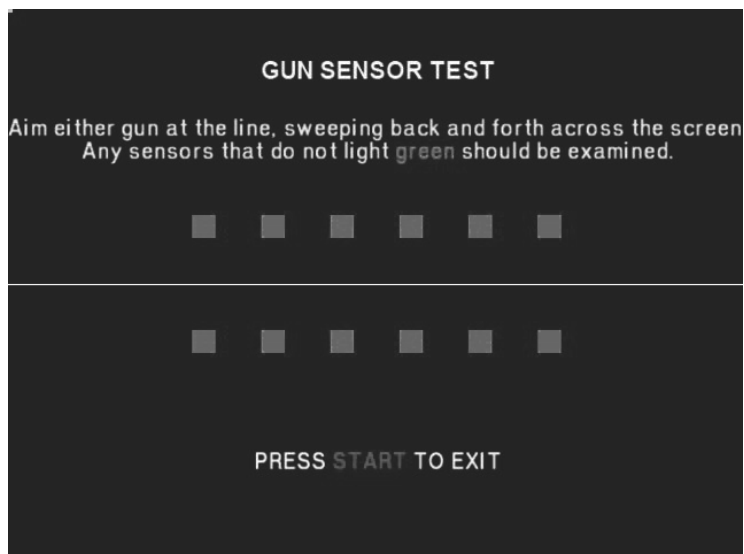 GUN SENSOR TEST
Aim either gun at the line, sweeping back and forth across the screen
Any sensors that do not light green should be examined.
PRESS START TO EXIT